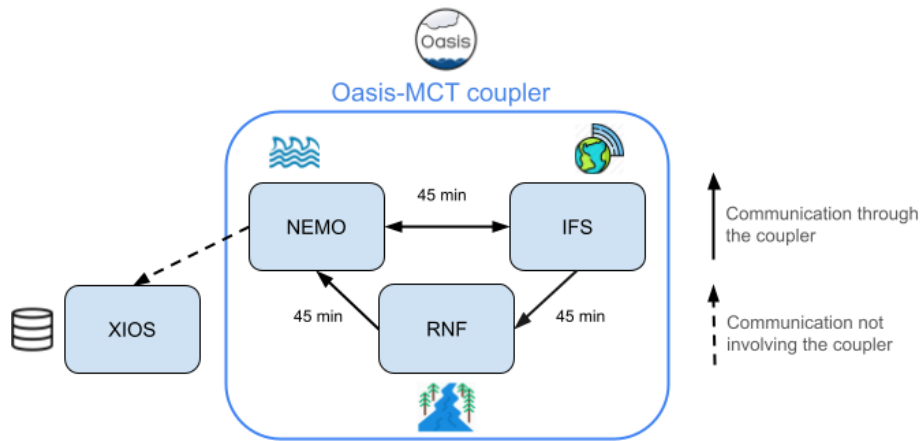 Oasis
Oasis-MCT coupler
45 min
NEMO
IFS
Communication through
the coupler
XIOS
45 min
RNF
45 min
Communication not
involving the coupler